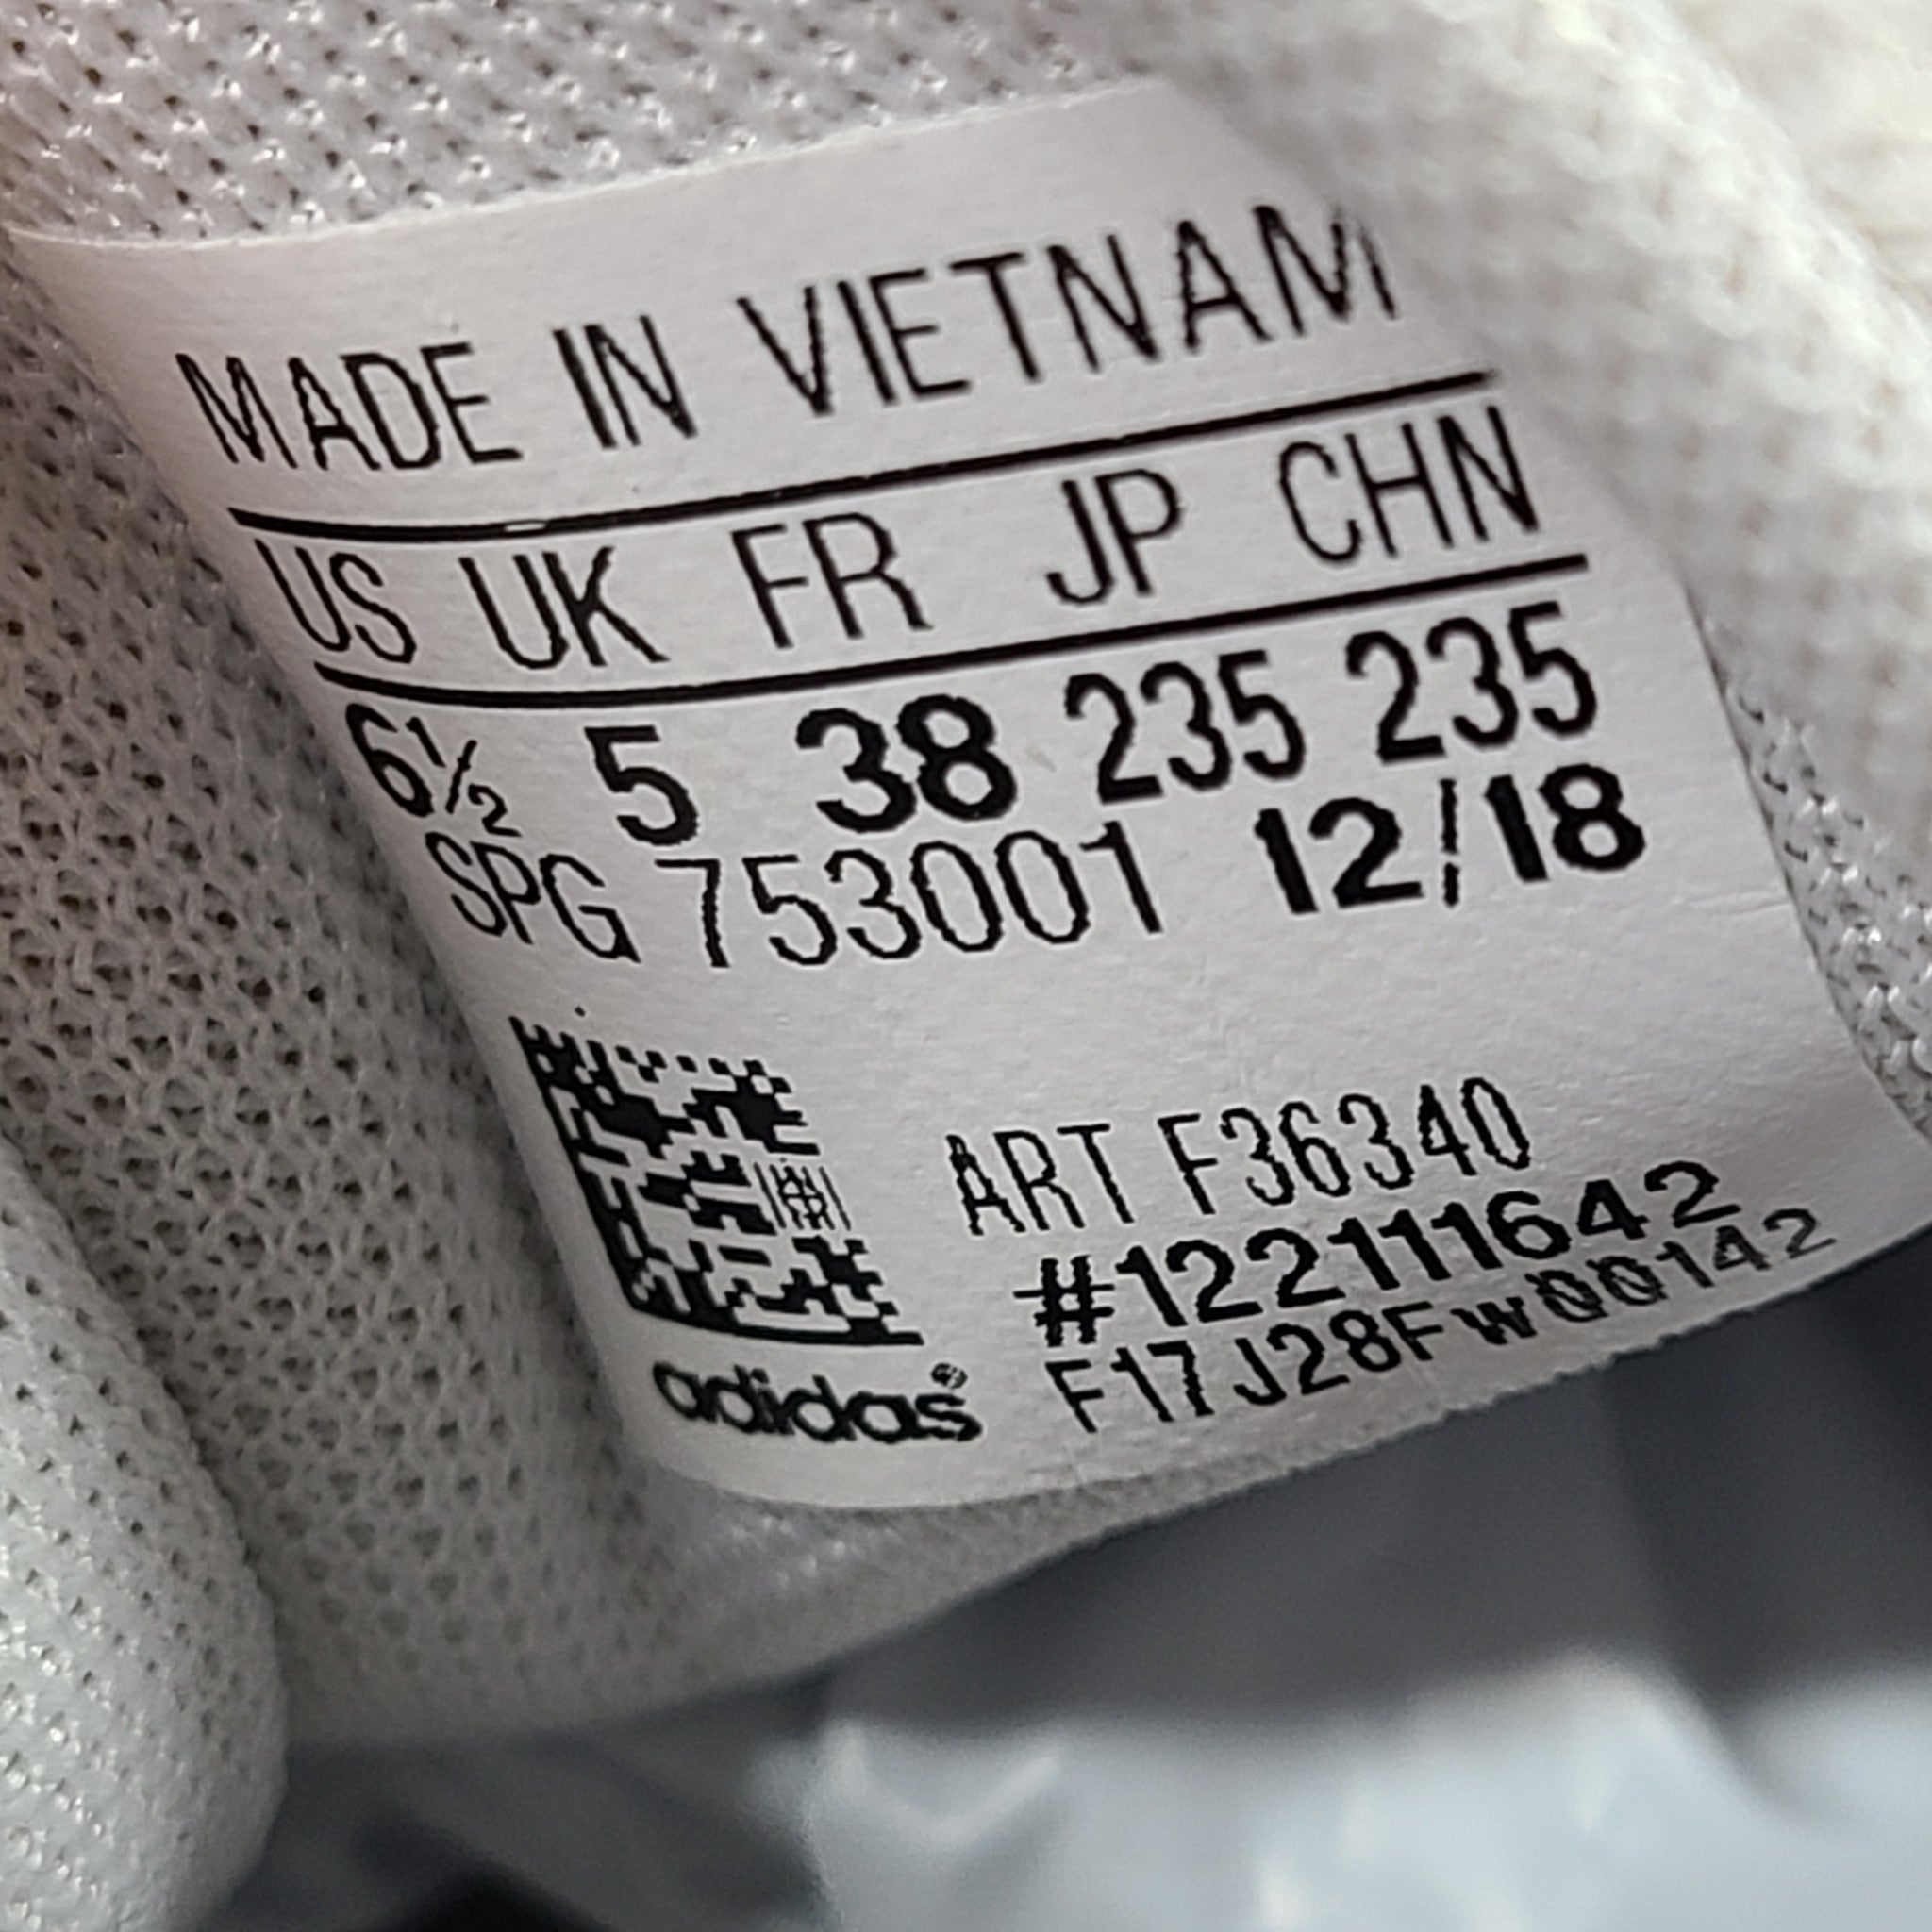 MADE IN VIETNAM
US UK FR JP CHN
6½ 5 38 235 235
SPG 753001 12/18
ART F36340
#122111642
F17J28FW00142
adidas